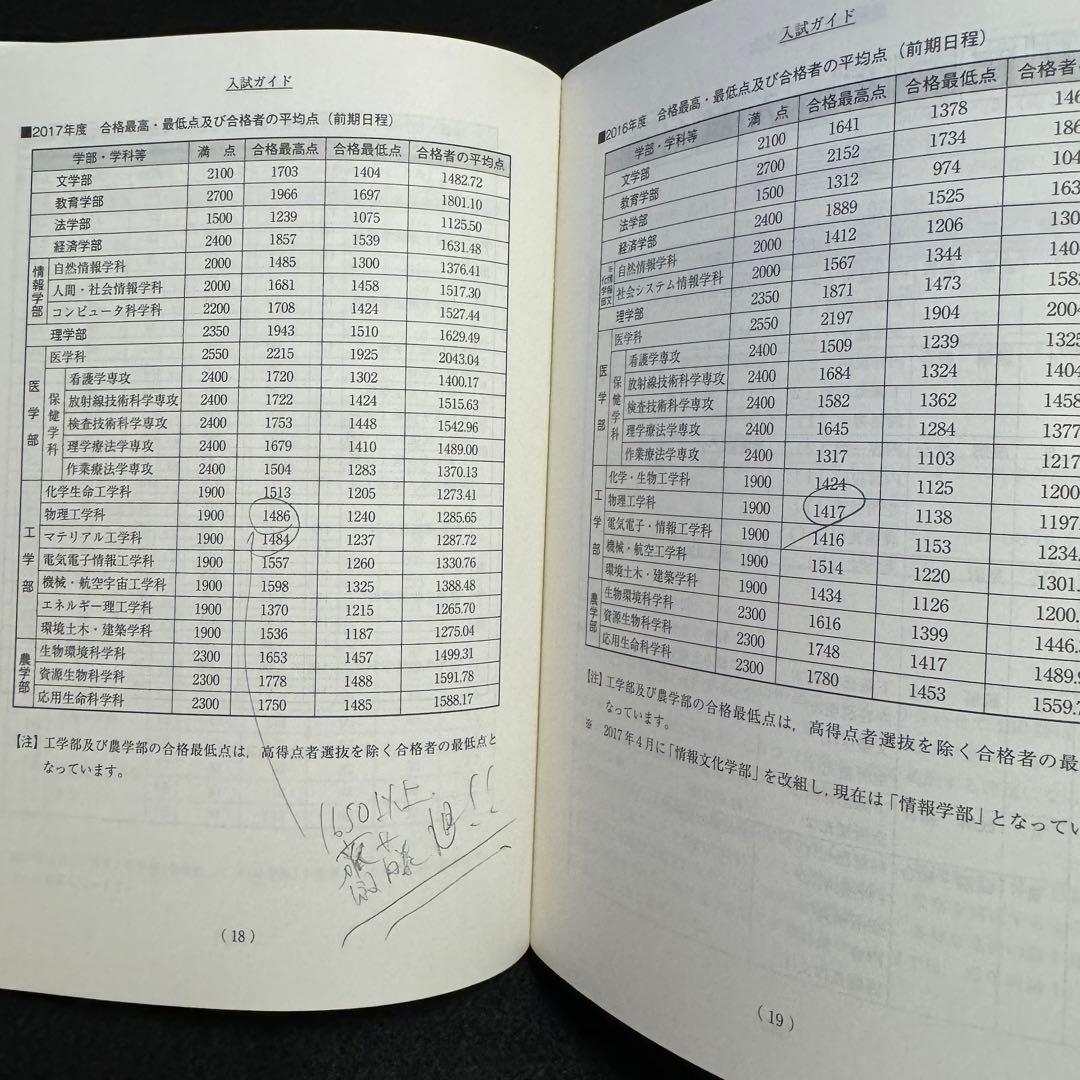 入試ガイド
■2017年度 合格最高・最低点及び合格者の平均点（前期日程）
学部・学科等 満点 合格最高点 合格最低点 合格者の平均点
文学部 2100 1703 1404 1482.72
教育学部 2700 1966 1697 1801.10
法学部 1500 1239 1075 1125.50
経済学部 2400 1857 1539 1631.48
情報学部
自然情報学科 2000 1485 1300 1376.41
人間・社会情報学科 2000 1681 1458 1517.30
コンピュータ科学科 2200 1708 1424 1527.44
理学部 2350 1943 1510 1629.49
医学部
医学科 2550 2215 1925 2043.04
保健学科
看護学専攻 2400 1720 1302 1400.17
放射線技術科学専攻 2400 1722 1424 1515.63
検査技術科学専攻 2400 1753 1448 1542.96
理学療法学専攻 2400 1679 1410 1489.00
作業療法学専攻 2400 1504 1283 1370.13
工学部
化学生命工学科 1900 1513 1205 1273.41
物理工学科 1900 1486 1240 1285.65
マテリアル工学科 1900 1484 1237 1287.72
電気電子情報工学科 1900 1557 1260 1330.76
機械・航空宇宙工学科 1900 1598 1325 1388.48
エネルギー理工学科 1900 1370 1215 1265.70
環境土木・建築学科 1900 1536 1187 1275.04
農学部
生物環境科学科 2300 1653 1457 1499.31
資源生物科学科 2300 1778 1488 1591.78
応用生命科学科 2300 1750 1485 1588.17
［注］工学部及び農学部の合格最低点は，高得点者選抜を除く合格者の最低点と
なっています。
1650以上
（18）
入試ガイド
■2016年度 合格最高・最低点及び合格者の平均点（前期日程）
学部・学科等 満点 合格最高点 合格最低点 合格者の
文学部 2100 1641 1378 146
教育学部 2700 2152 1734 186
法学部 1500 1312 974 104
経済学部 2400 1889 1525 163
自然情報学科 2000 1412 1206 130
社会システム情報学科 2000 1567 1344 140
理学部 2350 1871 1473 158
医学部
医学科 2550 2197 1904 200
保健学科
看護学専攻 2400 1509 1239 1325
放射線技術科学専攻 2400 1684 1324 1404
検査技術科学専攻 2400 1582 1362 1458
理学療法学専攻 2400 1645 1284 1377
作業療法学専攻 2400 1317 1103 1217
工学部
化学・生物工学科 1900 1424 1125 1200
物理工学科 1900 1417 1138 1197
電気電子・情報工学科 1900 1416 1153 1234.
機械・航空工学科 1900 1514 1220 1301.
環境土木・建築学科 1900 1434 1126 1200.
農学部
生物環境科学科 2300 1616 1399 1446.
資源生物科学科 2300 1748 1417 1489.9
応用生命科学科 2300 1780 1453 1559.7
［注］工学部及び農学部の合格最低点は，高得点者選抜を除く合格者の最
なっています。
※ 2017年4月に「情報文化学部」を改組し，現在は「情報学部」となってい
（19）